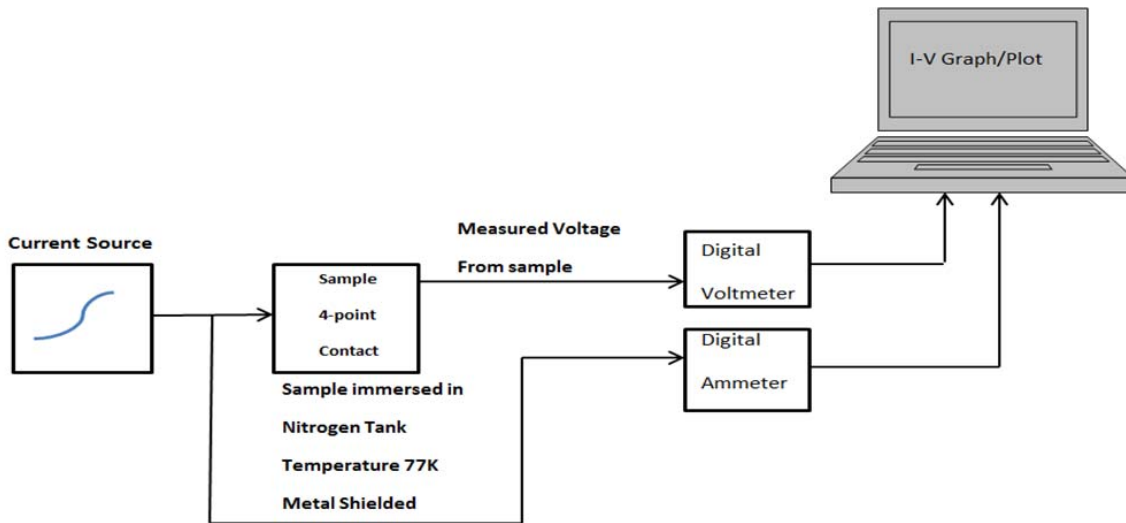 I-V Graph/Plot
Current Source
Measured Voltage
From sample
Sample
4-point
Contact
Digital
Voltmeter
Digital
Ammeter
Sample immersed in
Nitrogen Tank
Temperature 77K
Metal Shielded